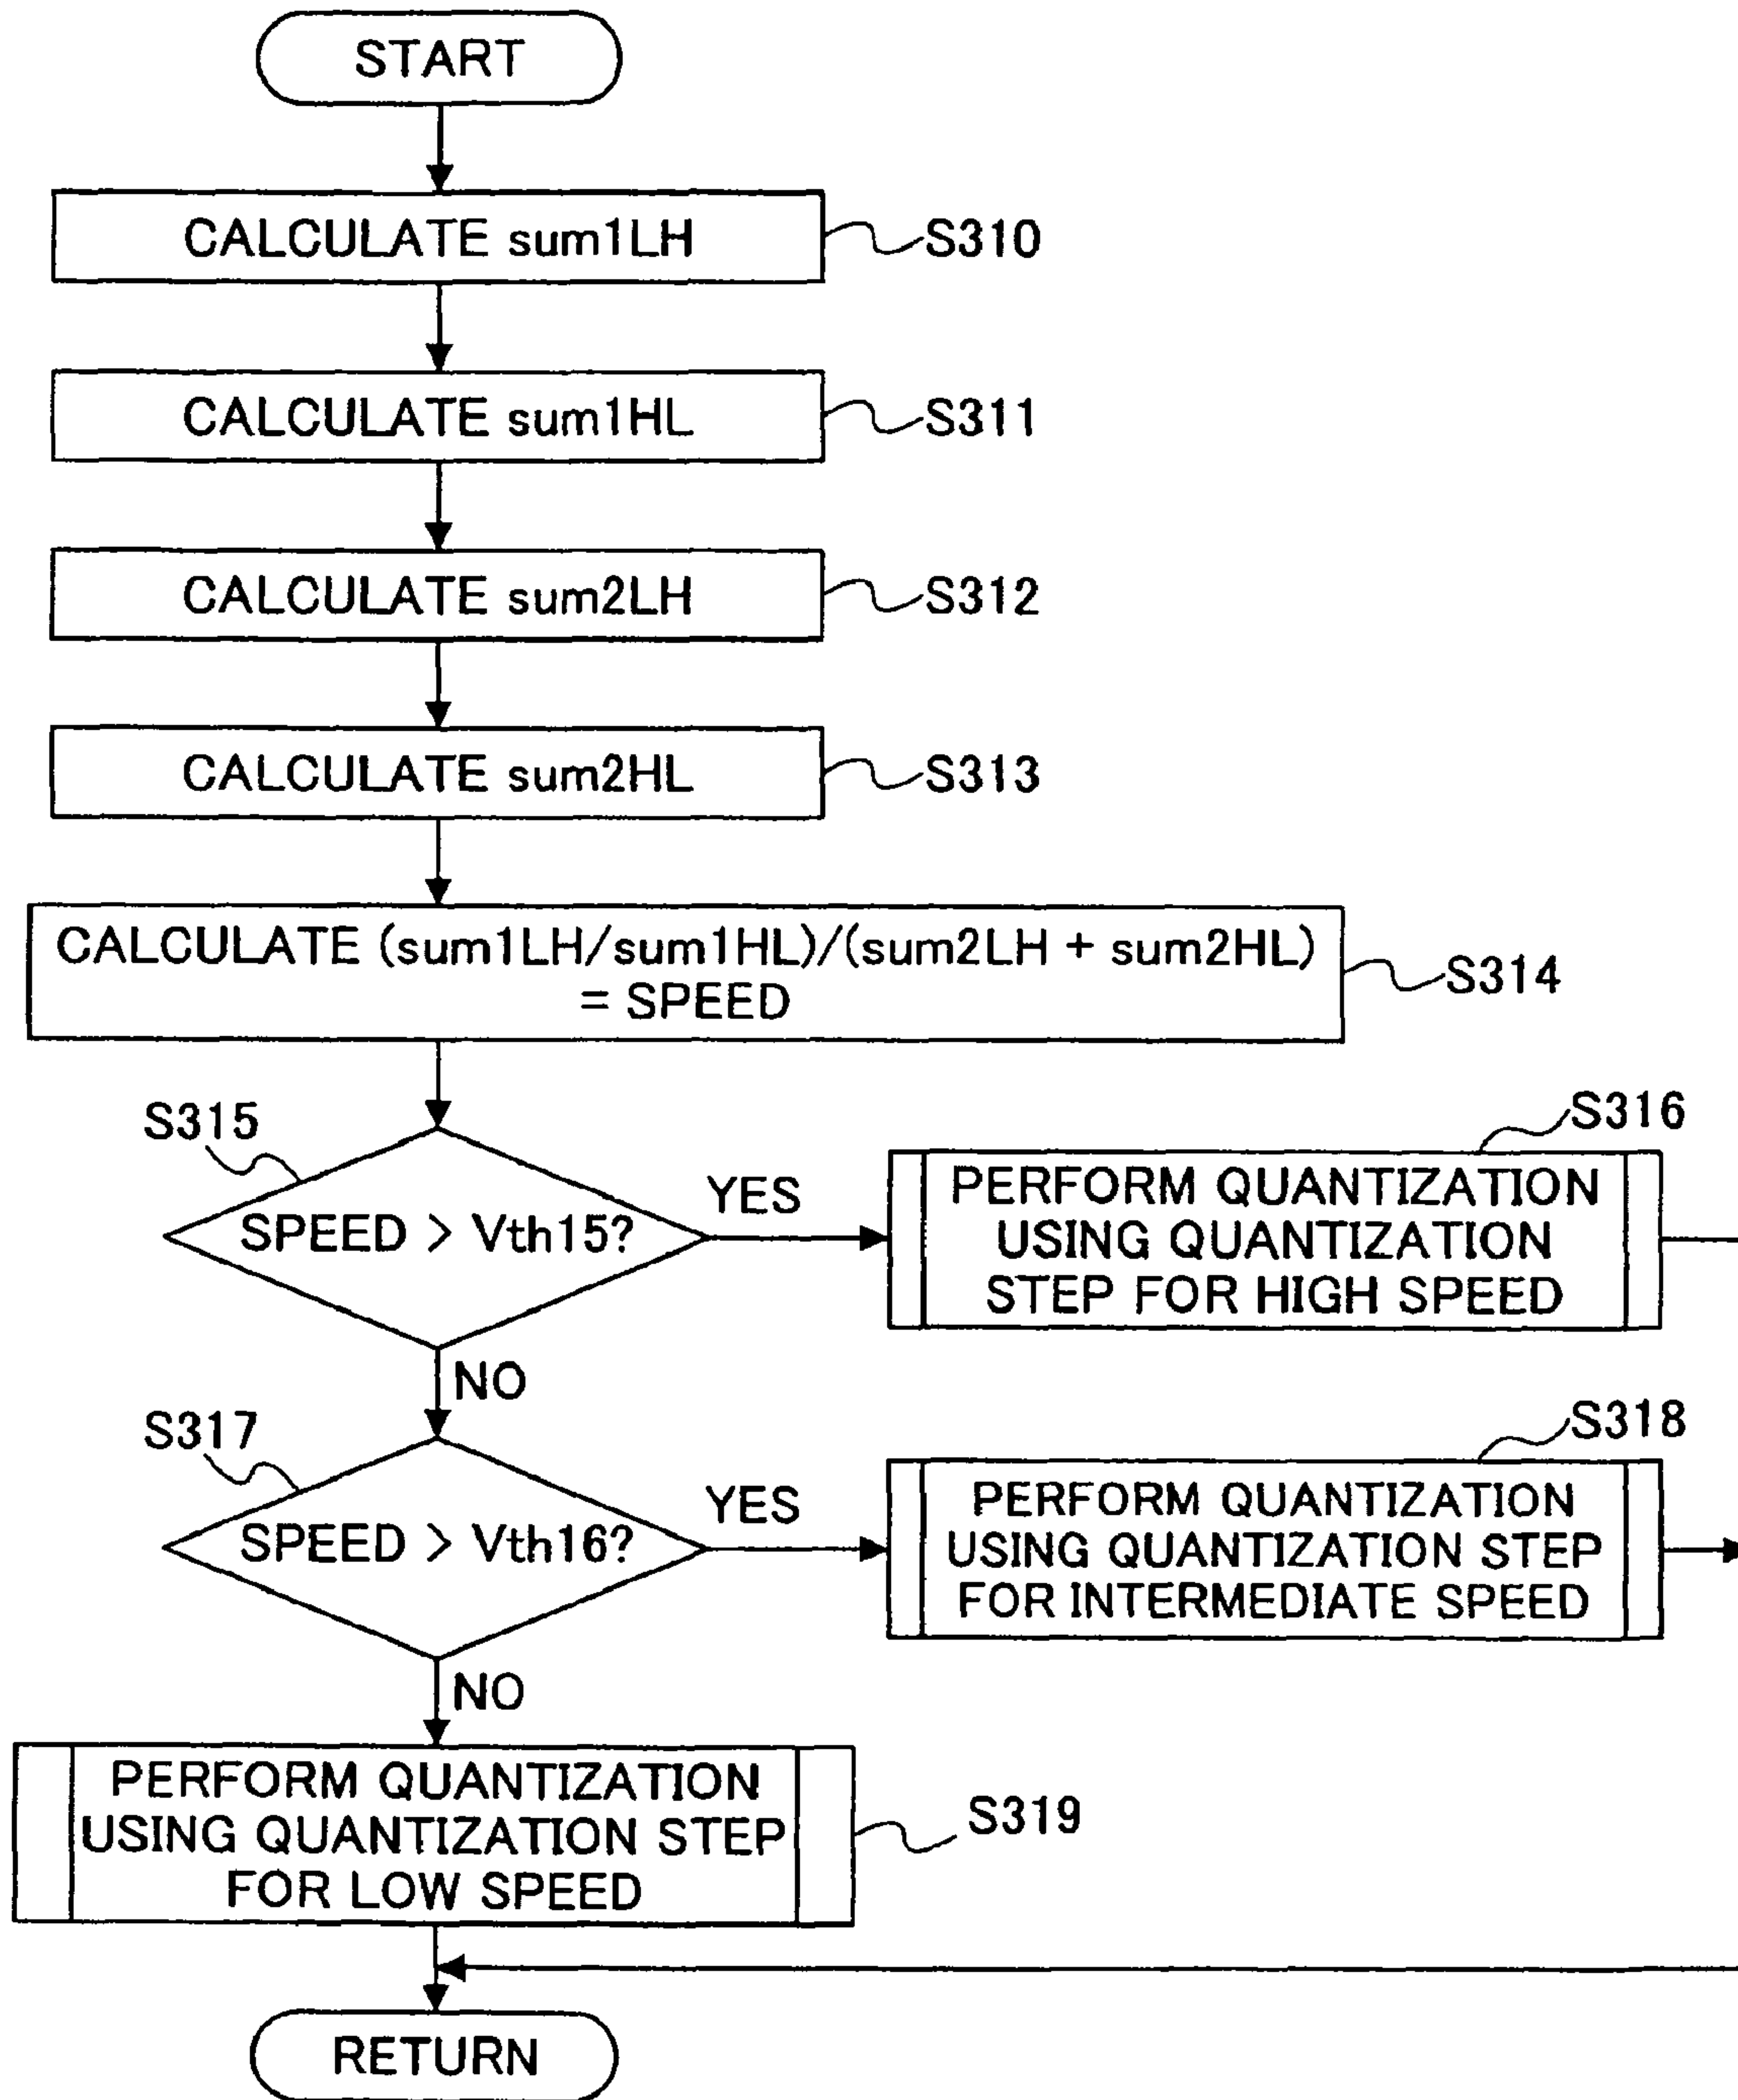 START
CALCULATE sum1LH
S310
CALCULATE sum1HL
S311
CALCULATE sum2LH
S312
CALCULATE sum2HL
S313
CALCULATE (sum1LH/sum1HL)/(sum2LH + sum2HL)
= SPEED
S314
S315
SPEED > Vth15?
YES
NO
S316
PERFORM QUANTIZATION
USING QUANTIZATION
STEP FOR HIGH SPEED
S317
SPEED > Vth16?
YES
NO
S318
PERFORM QUANTIZATION
USING QUANTIZATION STEP
FOR INTERMEDIATE SPEED
PERFORM QUANTIZATION
USING QUANTIZATION STEP
FOR LOW SPEED
S319
RETURN